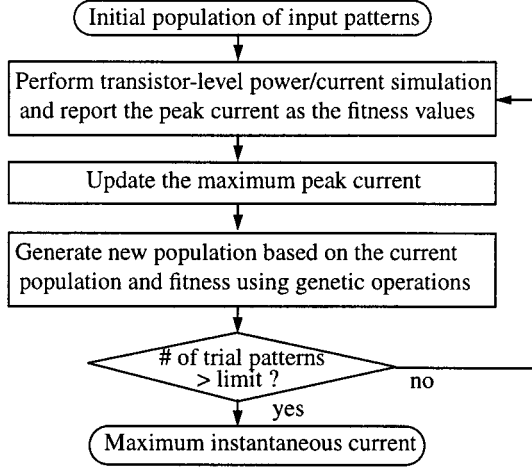 Initial population of input patterns
Perform transistor-level power/current simulation
and report the peak current as the fitness values
Update the maximum peak current
Generate new population based on the current
population and fitness using genetic operations
# of trial patterns
> limit ?
no
yes
Maximum instantaneous current